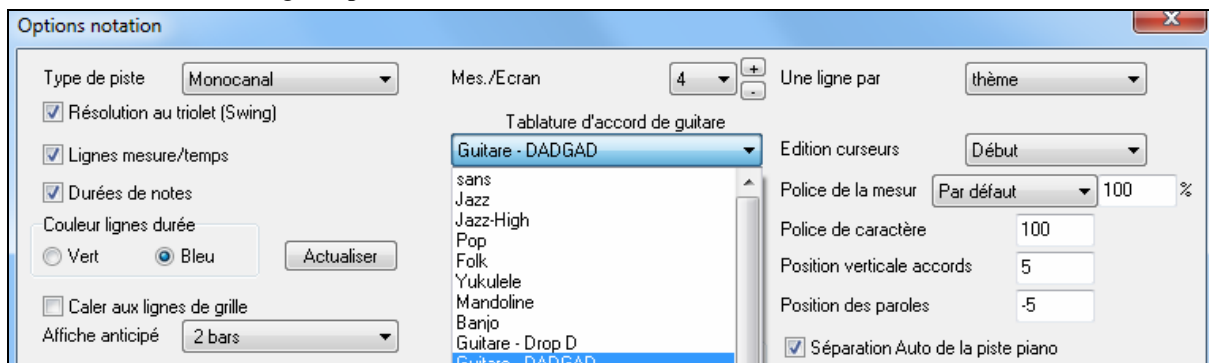 Options notation
Type de piste Monocanal
Résolution au triolet (Swing)
Lignes mesure/temps
Durées de notes
Couleur lignes durée
Vert Bleu Actualiser
Caler aux lignes de grille
Affiche anticipé 2 bars
Mes./Ecran 4 + -
Tablature d'accord de guitare
Guitare - DADGAD
sans
Jazz
Jazz-High
Pop
Folk
Yukulele
Mandoline
Banjo
Guitare - Drop D
Guitare - DADGAD
Une ligne par thème
Edition curseurs Début
Police de la mesur Par défaut 100 %
Police de caractère 100
Position verticale accords 5
Position des paroles -5
Séparation Auto de la piste piano